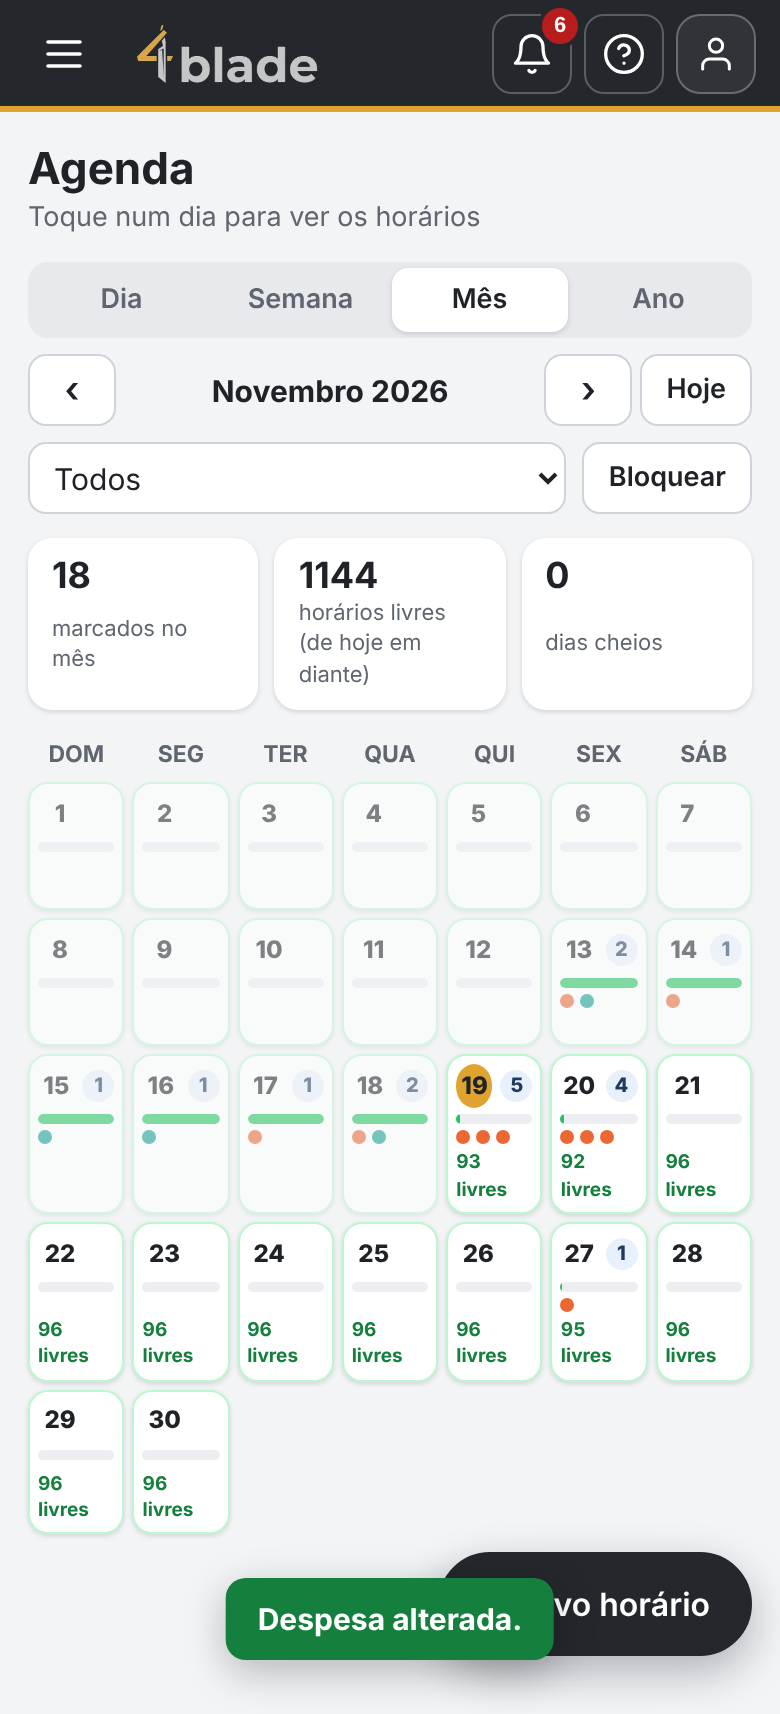 6
4blade
Agenda
Toque num dia para ver os horários
Dia Semana Mês Ano
‹ Novembro 2026 › Hoje
Todos Bloquear
18 1144 0
marcados no mês
horários livres (de hoje em diante)
dias cheios
DOM SEG TER QUA QUI SEX SÁB
1 2 3 4 5 6 7
8 9 10 11 12 13 2 14 1
15 1 16 1 17 1 18 2 19 5 20 4 21
93 livres 92 livres 96 livres
22 23 24 25 26 27 1 28
96 livres 96 livres 96 livres 96 livres 96 livres 95 livres 96 livres
29 30
96 livres 96 livres
Despesa alterada. vo horário